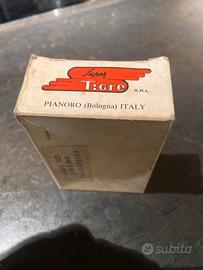 Super
Tigre
S.R.L.
PIANORO (Bologna) ITALY
subito